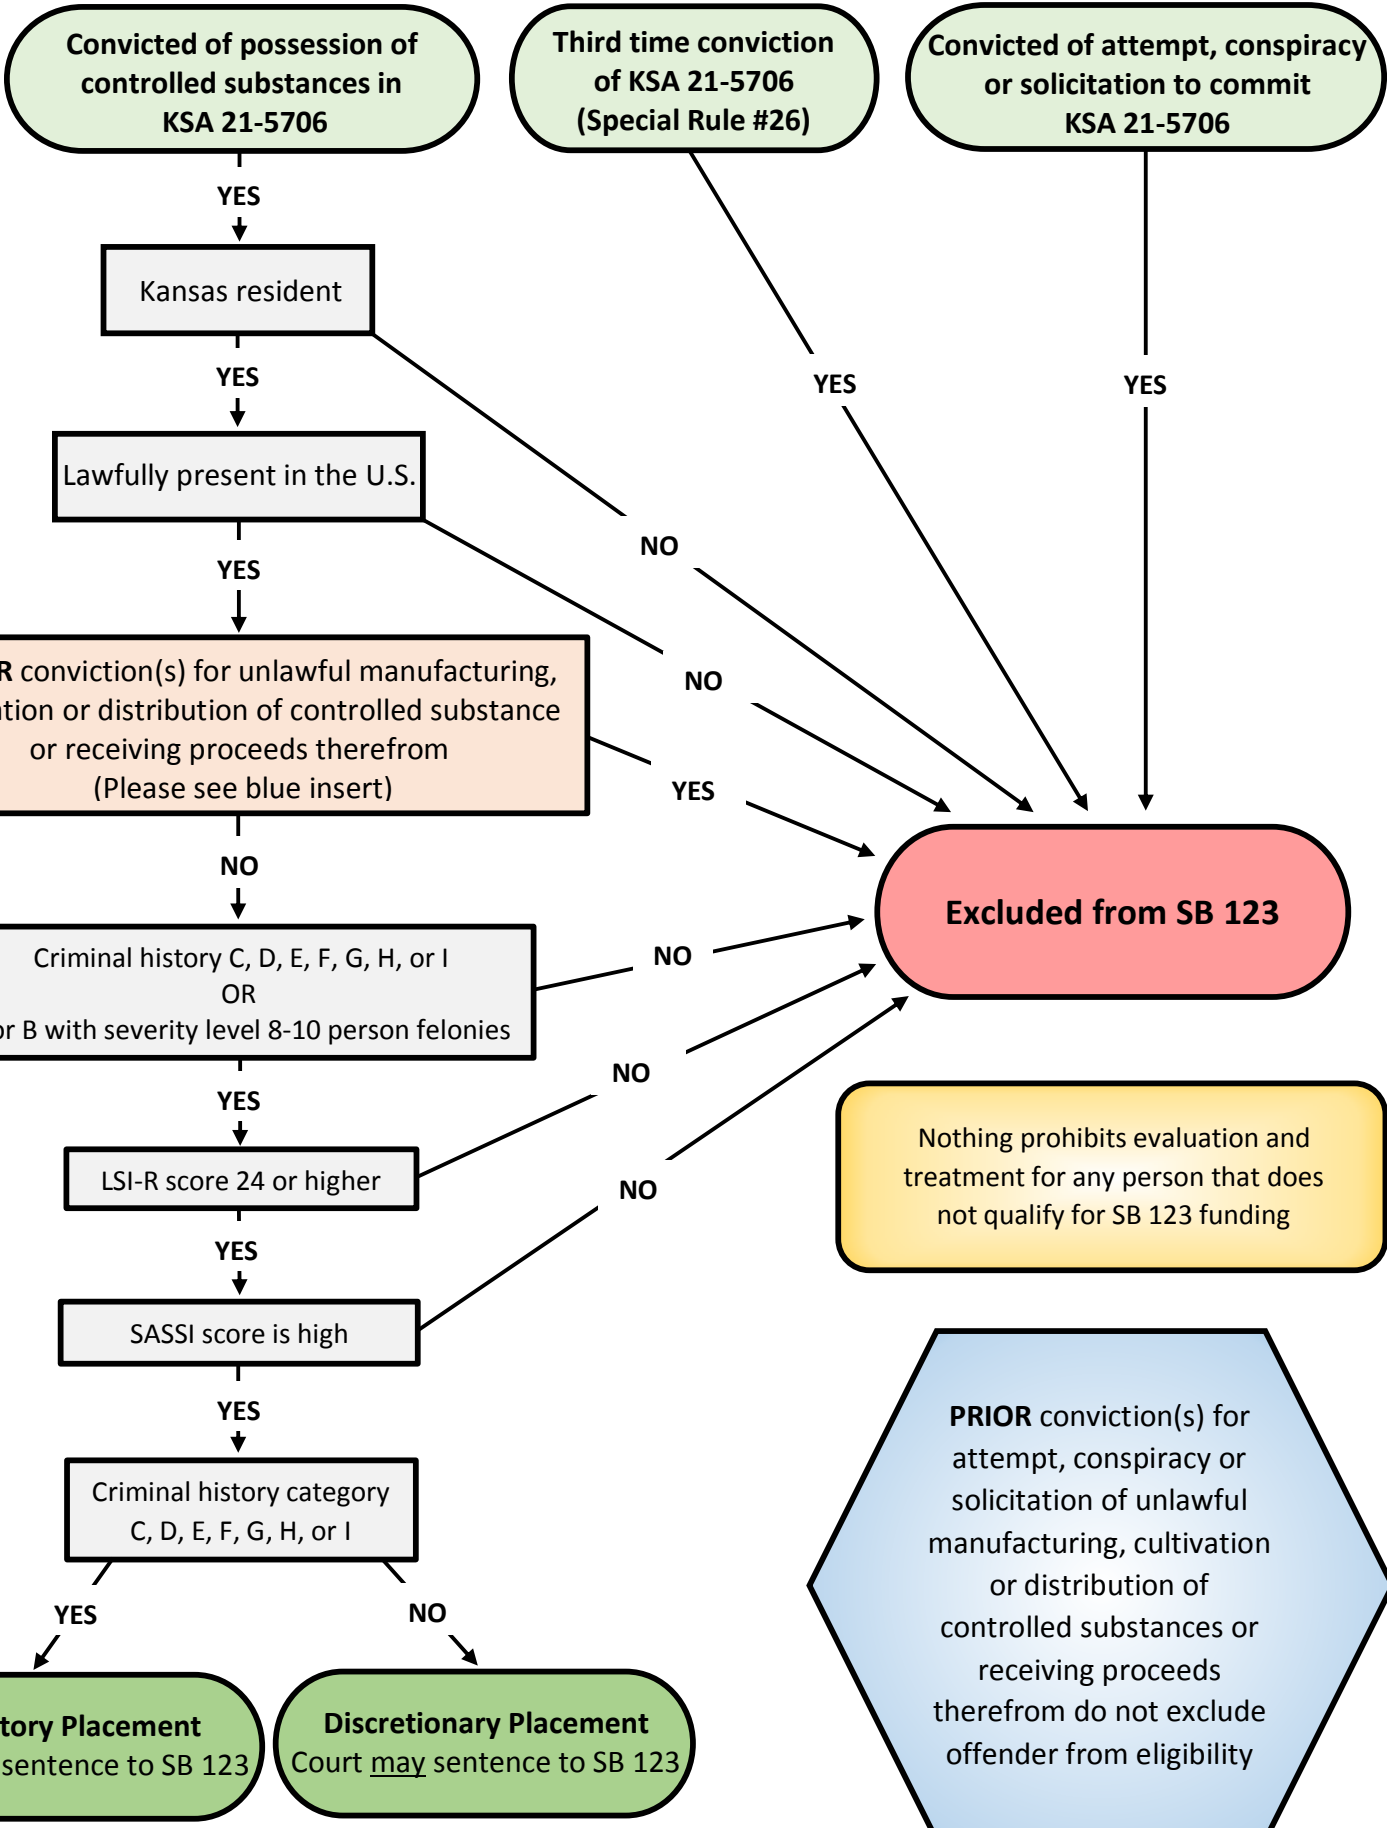 Convicted of possession of
controlled substances in
KSA 21-5706
Third time conviction
of KSA 21-5706
(Special Rule #26)
Convicted of attempt, conspiracy
or solicitation to commit
KSA 21-5706
YES
Kansas resident
YES
YES
YES
Lawfully present in the U.S.
NO
YES
R conviction(s) for unlawful manufacturing,
ation or distribution of controlled substance
or receiving proceeds therefrom
(Please see blue insert)
NO
YES
NO
Excluded from SB 123
Criminal history C, D, E, F, G, H, or I
OR
or B with severity level 8-10 person felonies
NO
YES
NO
LSI-R score 24 or higher
NO
Nothing prohibits evaluation and
treatment for any person that does
not qualify for SB 123 funding
YES
SASSI score is high
YES
Criminal history category
C, D, E, F, G, H, or I
YES
NO
tory Placement
sentence to SB 123
Discretionary Placement
Court may sentence to SB 123
PRIOR conviction(s) for
attempt, conspiracy or
solicitation of unlawful
manufacturing, cultivation
or distribution of
controlled substances or
receiving proceeds
therefrom do not exclude
offender from eligibility